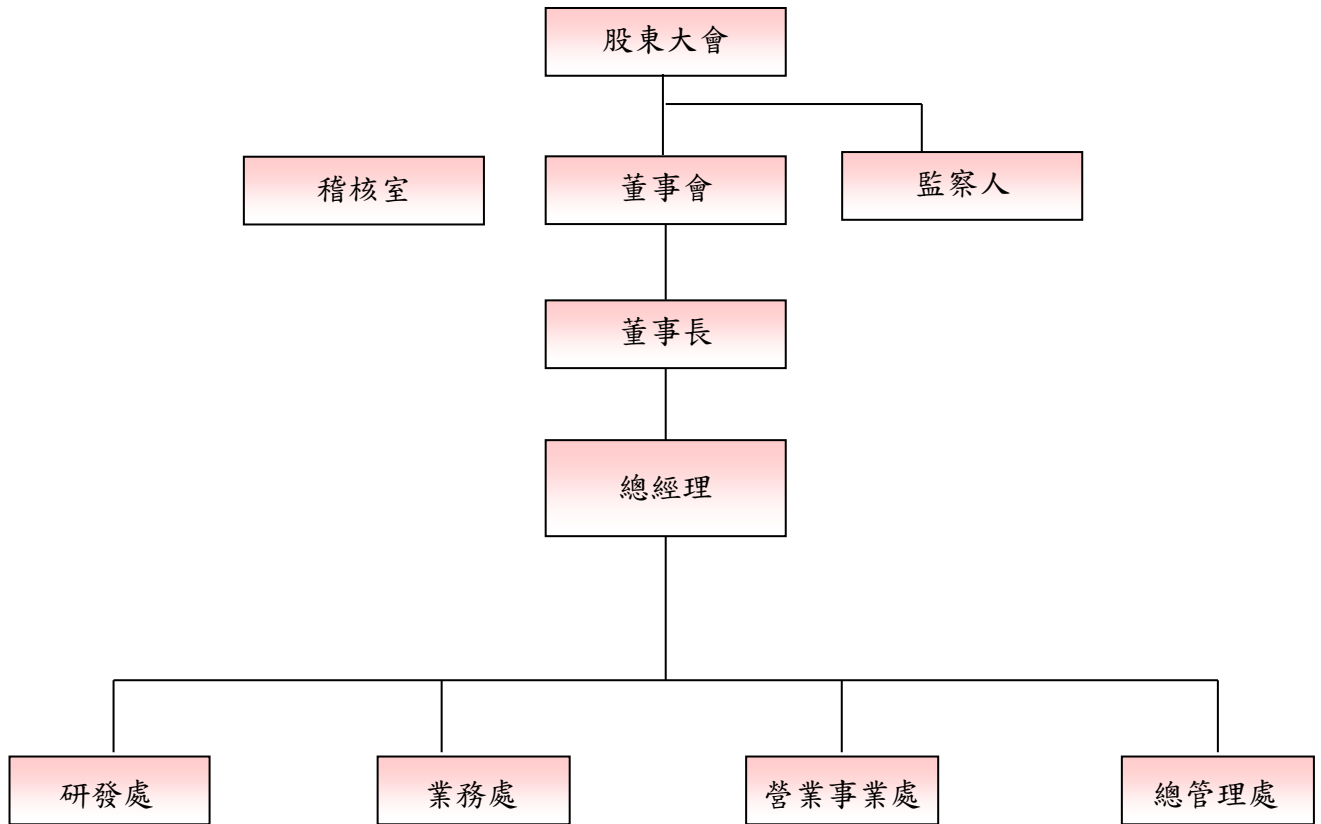 股東大會
稽核室
董事會
監察人
董事長
總經理
研發處
業務處
營業事業處
總管理處